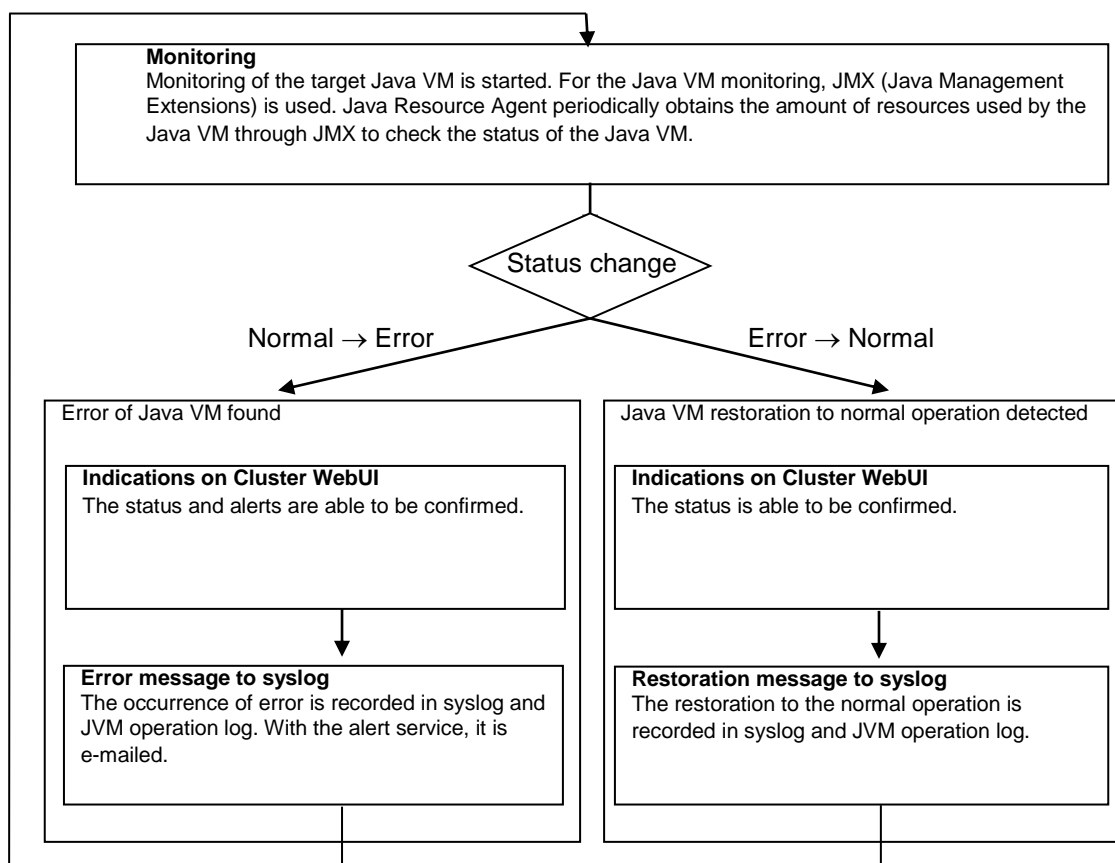 Monitoring
Monitoring of the target Java VM is started. For the Java VM monitoring, JMX (Java Management
Extensions) is used. Java Resource Agent periodically obtains the amount of resources used by the
Java VM through JMX to check the status of the Java VM.
Status change
Normal → Error
Error → Normal
Error of Java VM found
Indications on Cluster WebUI
The status and alerts are able to be confirmed.
Error message to syslog
The occurrence of error is recorded in syslog and
JVM operation log. With the alert service, it is
e-mailed.
Java VM restoration to normal operation detected
Indications on Cluster WebUI
The status is able to be confirmed.
Restoration message to syslog
The restoration to the normal operation is
recorded in syslog and JVM operation log.